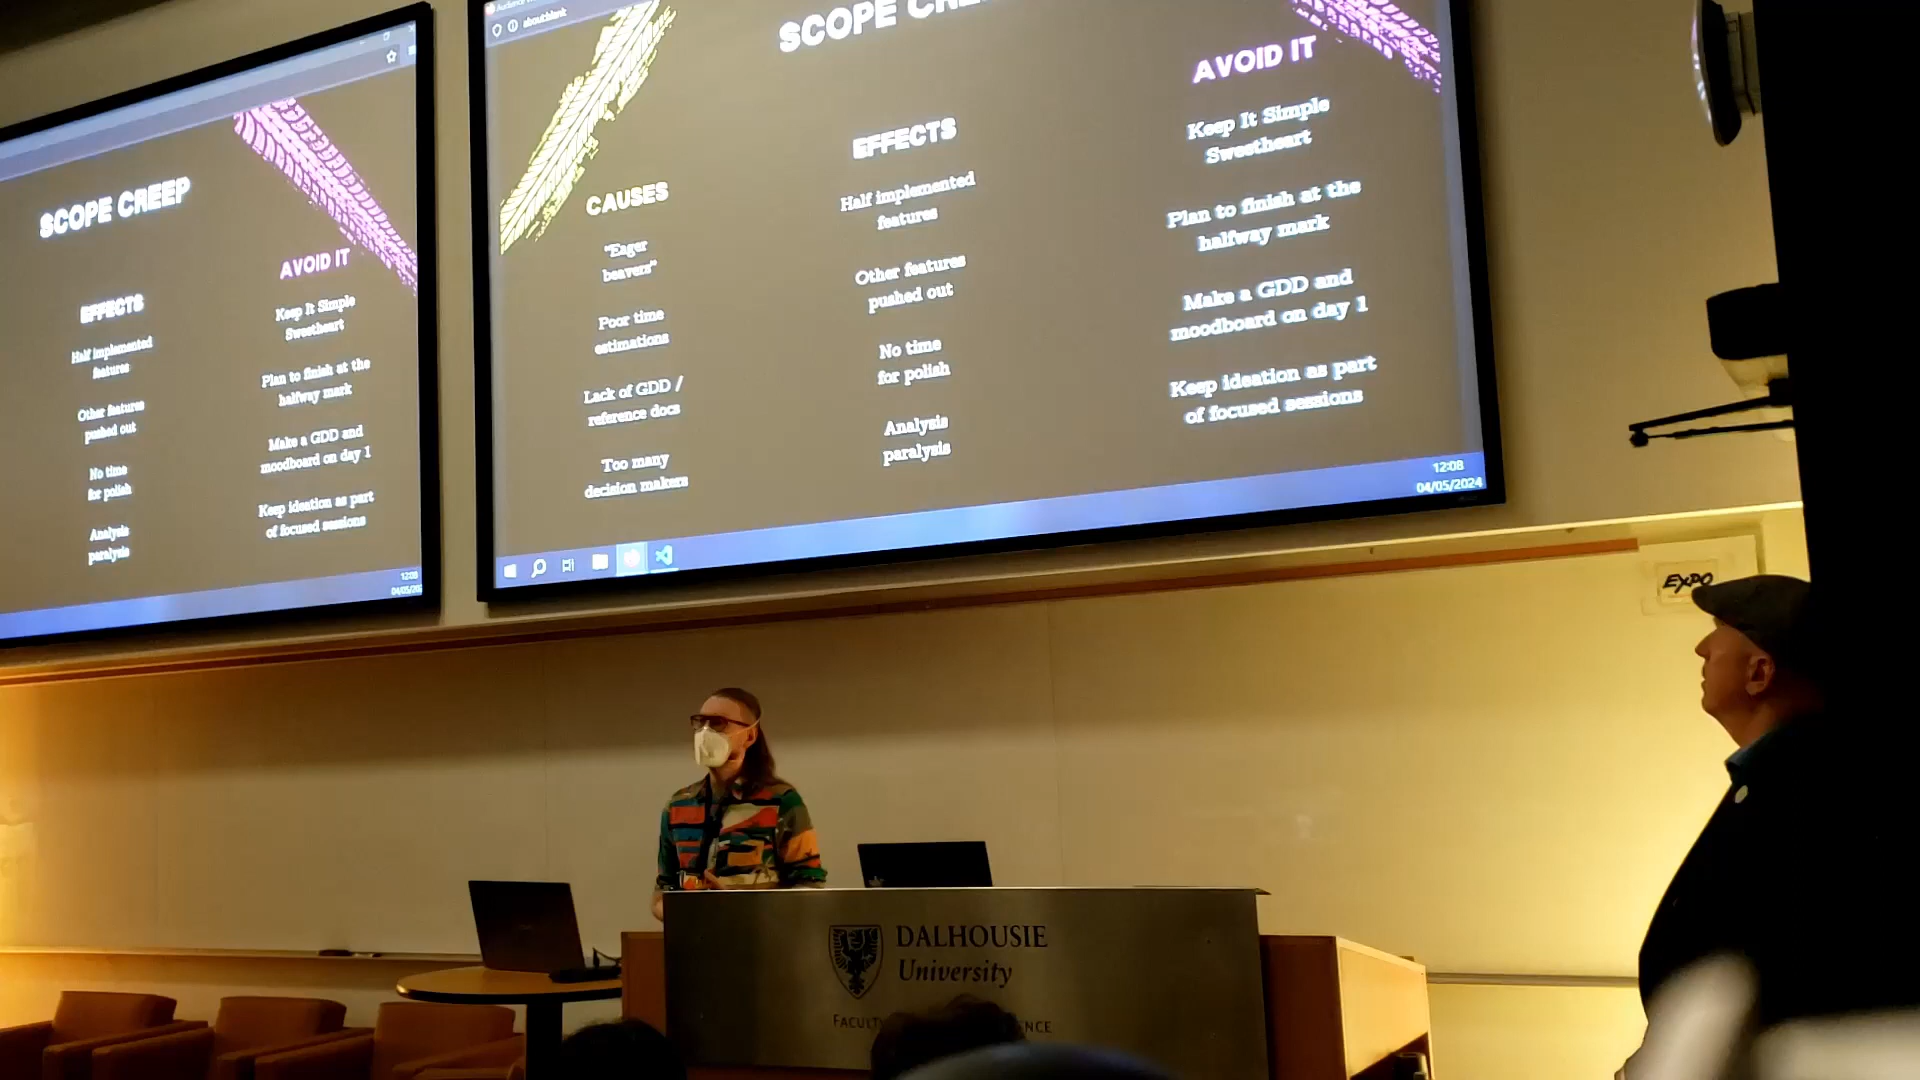 SCOPE CREEP
AVOID IT
EFFECTS
Keep It Simple
Sweetheart
Half implemented
features
Plan to finish at the
halfway mark
Other features
pushed out
Make a GDD and
moodboard on day 1
No time
for polish
Keep ideation as part
of focused sessions
Analysis
paralysis
12:08
about:blank
SCOPE
CAUSES
"Eager
beavers"
Poor time
estimations
Lack of GDD /
reference docs
Too many
decision makers
EFFECTS
Half implemented
features
Other features
pushed out
No time
for polish
Analysis
paralysis
AVOID IT
Keep It Simple
Sweetheart
Plan to finish at the
halfway mark
Make a GDD and
moodboard on day 1
Keep ideation as part
of focused sessions
12:08
04/05/2024
EXPO
DALHOUSIE
University